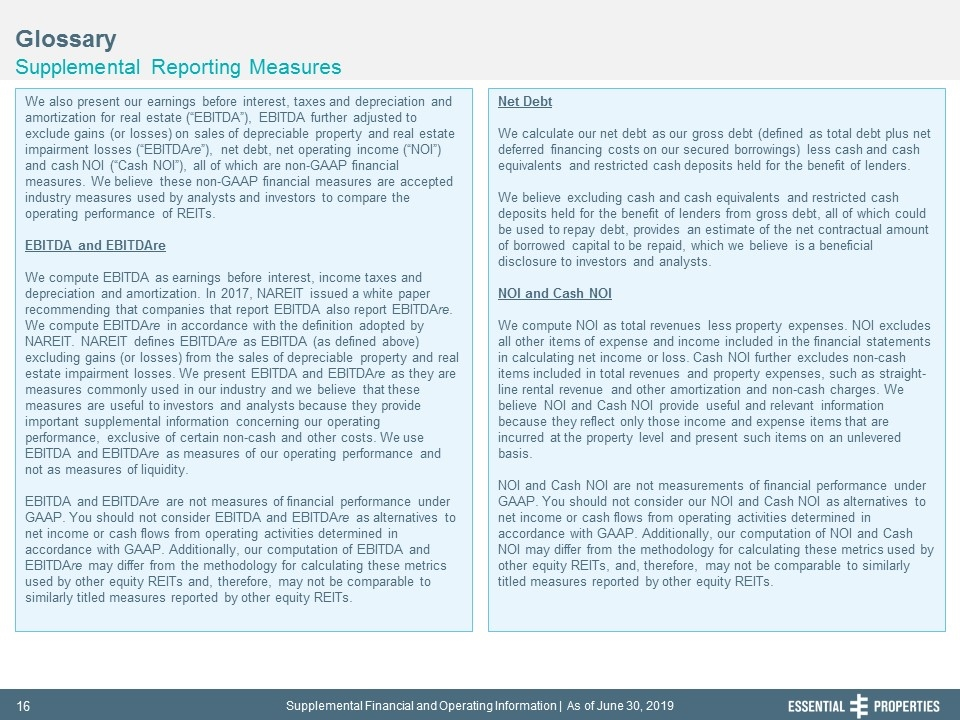 Glossary
Supplemental Reporting Measures
We also present our earnings before interest, taxes and depreciation and
amortization for real estate (“EBITDA”), EBITDA further adjusted to
exclude gains (or losses) on sales of depreciable property and real estate
impairment losses (“EBITDAre”), net debt, net operating income (“NOI”)
and cash NOI (“Cash NOI”), all of which are non-GAAP financial
measures. We believe these non-GAAP financial measures are accepted
industry measures used by analysts and investors to compare the
operating performance of REITs.
EBITDA and EBITDAre
We compute EBITDA as earnings before interest, income taxes and
depreciation and amortization. In 2017, NAREIT issued a white paper
recommending that companies that report EBITDA also report EBITDAre.
We compute EBITDAre in accordance with the definition adopted by
NAREIT. NAREIT defines EBITDAre as EBITDA (as defined above)
excluding gains (or losses) from the sales of depreciable property and real
estate impairment losses. We present EBITDA and EBITDAre as they are
measures commonly used in our industry and we believe that these
measures are useful to investors and analysts because they provide
important supplemental information concerning our operating
performance, exclusive of certain non-cash and other costs. We use
EBITDA and EBITDAre as measures of our operating performance and
not as measures of liquidity.
EBITDA and EBITDAre are not measures of financial performance under
GAAP. You should not consider EBITDA and EBITDAre as alternatives to
net income or cash flows from operating activities determined in
accordance with GAAP. Additionally, our computation of EBITDA and
EBITDAre may differ from the methodology for calculating these metrics
used by other equity REITs and, therefore, may not be comparable to
similarly titled measures reported by other equity REITs.
Net Debt
We calculate our net debt as our gross debt (defined as total debt plus net
deferred financing costs on our secured borrowings) less cash and cash
equivalents and restricted cash deposits held for the benefit of lenders.
We believe excluding cash and cash equivalents and restricted cash
deposits held for the benefit of lenders from gross debt, all of which could
be used to repay debt, provides an estimate of the net contractual amount
of borrowed capital to be repaid, which we believe is a beneficial
disclosure to investors and analysts.
NOI and Cash NOI
We compute NOI as total revenues less property expenses. NOI excludes
all other items of expense and income included in the financial statements
in calculating net income or loss. Cash NOI further excludes non-cash
items included in total revenues and property expenses, such as straight-
line rental revenue and other amortization and non-cash charges. We
believe NOI and Cash NOI provide useful and relevant information
because they reflect only those income and expense items that are
incurred at the property level and present such items on an unlevered
basis.
NOI and Cash NOI are not measurements of financial performance under
GAAP. You should not consider our NOI and Cash NOI as alternatives to
net income or cash flows from operating activities determined in
accordance with GAAP. Additionally, our computation of NOI and Cash
NOI may differ from the methodology for calculating these metrics used by
other equity REITs, and, therefore, may not be comparable to similarly
titled measures reported by other equity REITs.
16
Supplemental Financial and Operating Information | As of June 30, 2019
ESSENTIAL PROPERTIES